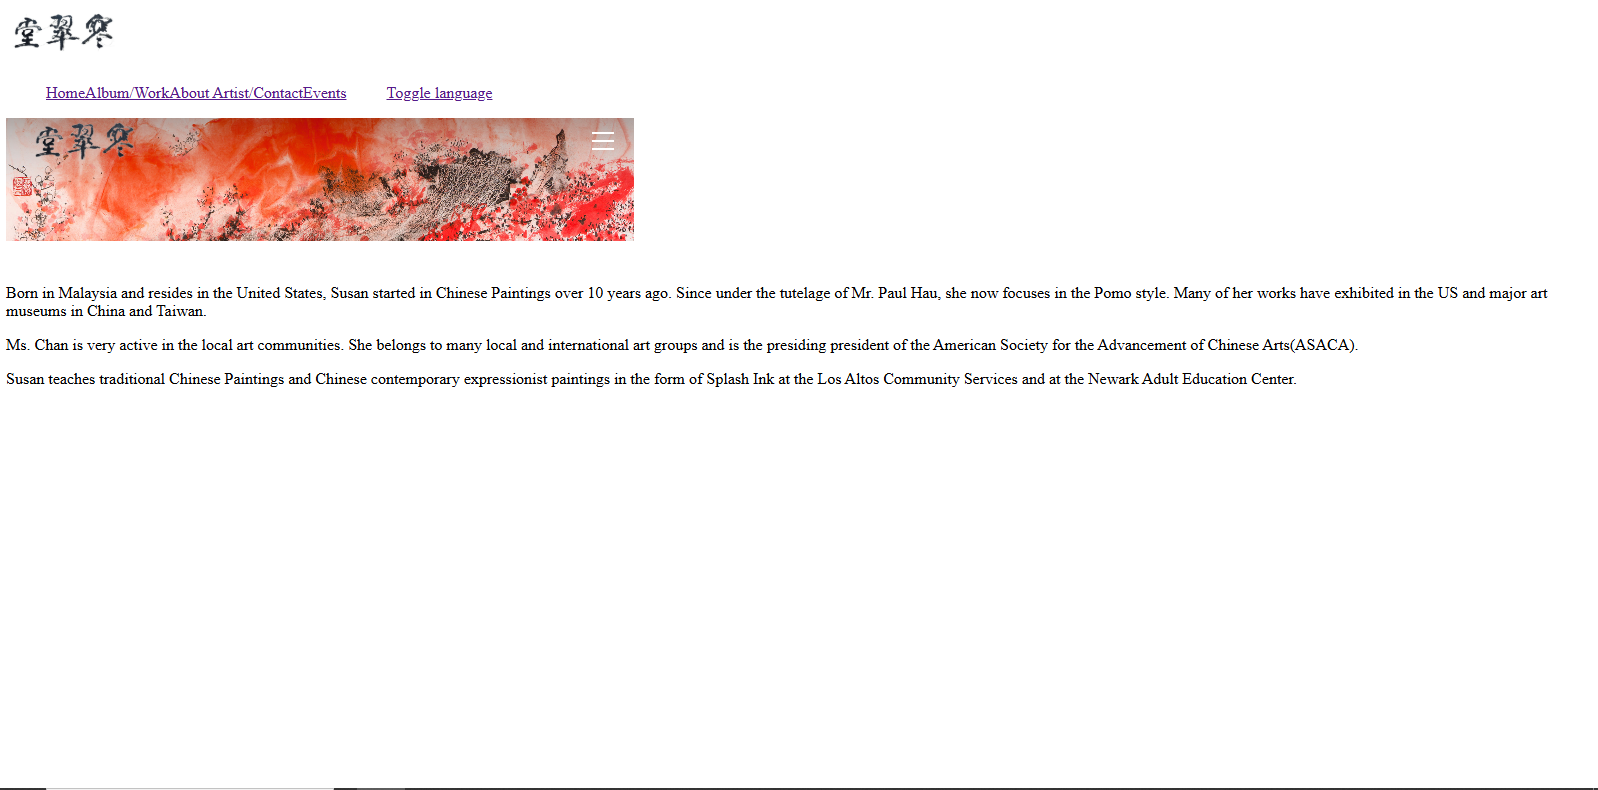 堂翠寒
HomeAlbum/WorkAbout Artist/ContactEvents Toggle language
堂翠寒
Born in Malaysia and resides in the United States, Susan started in Chinese Paintings over 10 years ago. Since under the tutelage of Mr. Paul Hau, she now focuses in the Pomo style. Many of her works have exhibited in the US and major art
museums in China and Taiwan.
Ms. Chan is very active in the local art communities. She belongs to many local and international art groups and is the presiding president of the American Society for the Advancement of Chinese Arts(ASACA).
Susan teaches traditional Chinese Paintings and Chinese contemporary expressionist paintings in the form of Splash Ink at the Los Altos Community Services and at the Newark Adult Education Center.